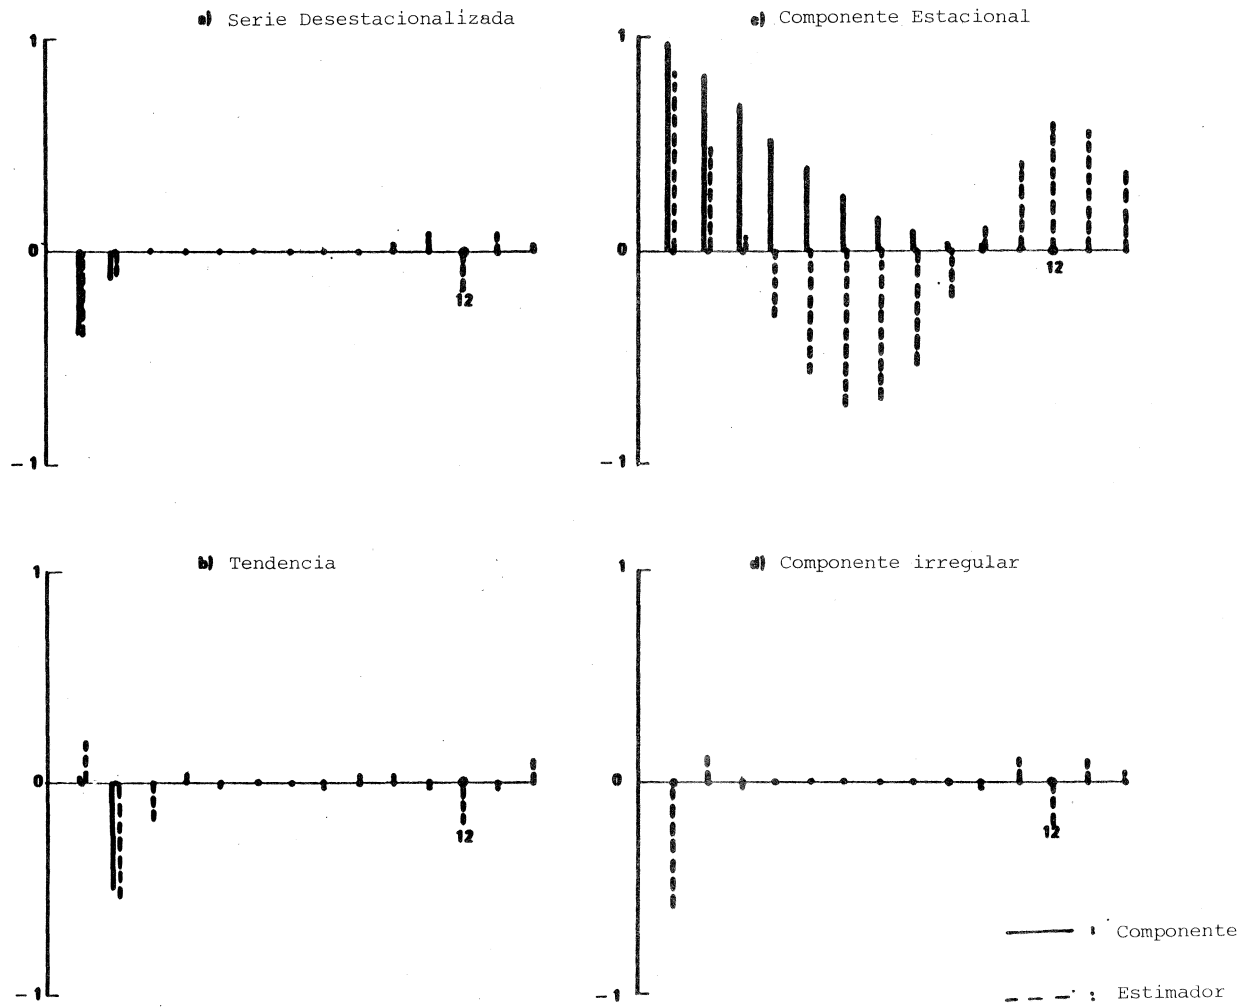 a) Serie Desestacionalizada
1
0
12
-1
c) Componente Estacional
1
0
12
-1
b) Tendencia
1
0
12
-1
d) Componente irregular
1
0
12
-1
Componente
Estimador